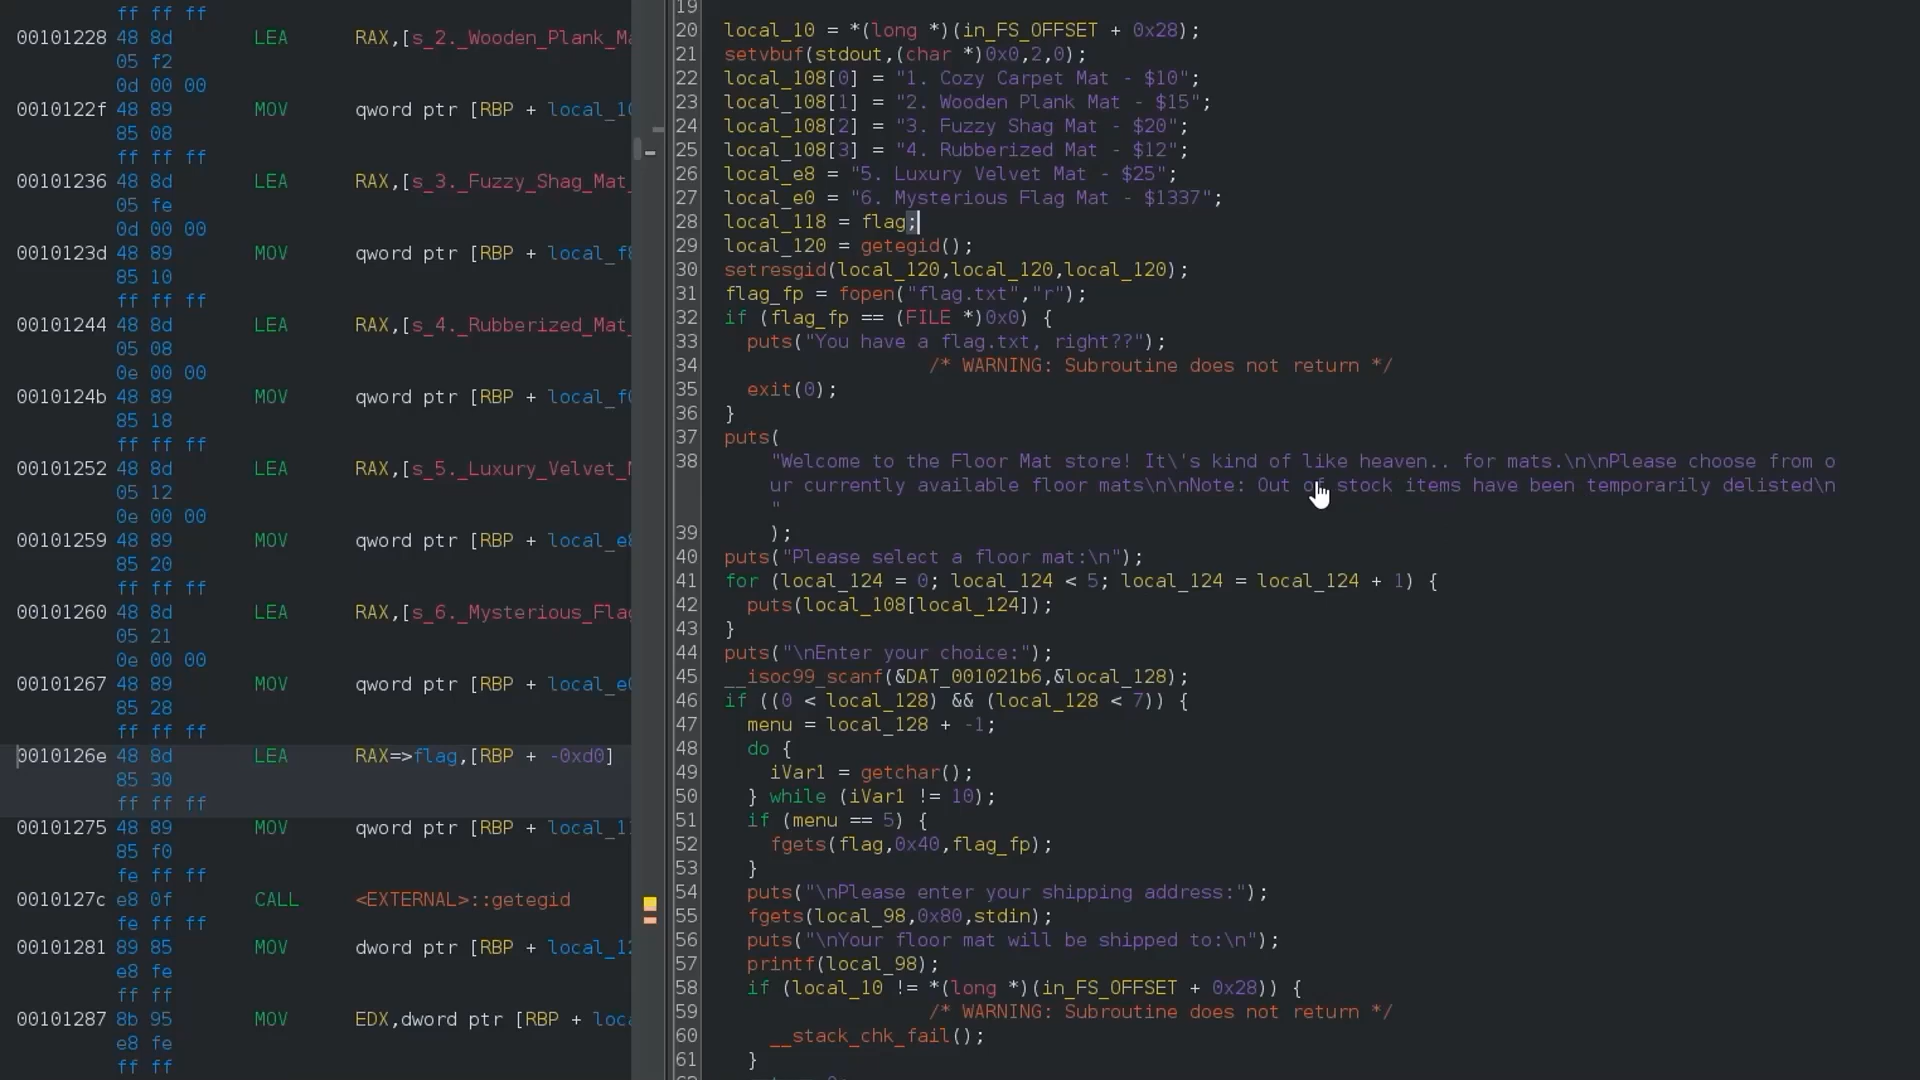 ff ff ff
00101228 48 8d LEA RAX,[s_2._Wooden_Plank_Ma
05 f2
0d 00 00
0010122f 48 89 MOV qword ptr [RBP + local_10
85 08
ff ff ff
00101236 48 8d LEA RAX,[s_3._Fuzzy_Shag_Mat_
05 fe
0d 00 00
0010123d 48 89 MOV qword ptr [RBP + local_f8
85 10
ff ff ff
00101244 48 8d LEA RAX,[s_4._Rubberized_Mat_
05 08
0e 00 00
0010124b 48 89 MOV qword ptr [RBP + local_f0
85 18
ff ff ff
00101252 48 8d LEA RAX,[s_5._Luxury_Velvet_M
05 12
0e 00 00
00101259 48 89 MOV qword ptr [RBP + local_e8
85 20
ff ff ff
00101260 48 8d LEA RAX,[s_6._Mysterious_Flag
05 21
0e 00 00
00101267 48 89 MOV qword ptr [RBP + local_e0
85 28
ff ff ff
0010126e 48 8d LEA RAX=>flag,[RBP + -0xd0]
85 30
ff ff ff
00101275 48 89 MOV qword ptr [RBP + local_11
85 f0
fe ff ff
0010127c e8 0f CALL <EXTERNAL>::getegid
fe ff ff
00101281 89 85 MOV dword ptr [RBP + local_12
e8 fe
ff ff
00101287 8b 95 MOV EDX,dword ptr [RBP + loca
e8 fe
ff ff
19
20 local_10 = *(long *)(in_FS_OFFSET + 0x28);
21 setvbuf(stdout,(char *)0x0,2,0);
22 local_108[0] = "1. Cozy Carpet Mat - $10";
23 local_108[1] = "2. Wooden Plank Mat - $15";
24 local_108[2] = "3. Fuzzy Shag Mat - $20";
25 local_108[3] = "4. Rubberized Mat - $12";
26 local_e8 = "5. Luxury Velvet Mat - $25";
27 local_e0 = "6. Mysterious Flag Mat - $1337";
28 local_118 = flag;
29 local_120 = getegid();
30 setresgid(local_120,local_120,local_120);
31 flag_fp = fopen("flag.txt","r");
32 if (flag_fp == (FILE *)0x0) {
33 puts("You have a flag.txt, right??");
34 /* WARNING: Subroutine does not return */
35 exit(0);
36 }
37 puts(
38 "Welcome to the Floor Mat store! It\'s kind of like heaven.. for mats.\n\nPlease choose from o
ur currently available floor mats\n\nNote: Out of stock items have been temporarily delisted\n
"
39 );
40 puts("Please select a floor mat:\n");
41 for (local_124 = 0; local_124 < 5; local_124 = local_124 + 1) {
42 puts(local_108[local_124]);
43 }
44 puts("\nEnter your choice:");
45 __isoc99_scanf(&DAT_001021b6,&local_128);
46 if ((0 < local_128) && (local_128 < 7)) {
47 menu = local_128 + -1;
48 do {
49 iVar1 = getchar();
50 } while (iVar1 != 10);
51 if (menu == 5) {
52 fgets(flag,0x40,flag_fp);
53 }
54 puts("\nPlease enter your shipping address:");
55 fgets(local_98,0x80,stdin);
56 puts("\nYour floor mat will be shipped to:\n");
57 printf(local_98);
58 if (local_10 != *(long *)(in_FS_OFFSET + 0x28)) {
59 /* WARNING: Subroutine does not return */
60 __stack_chk_fail();
61 }